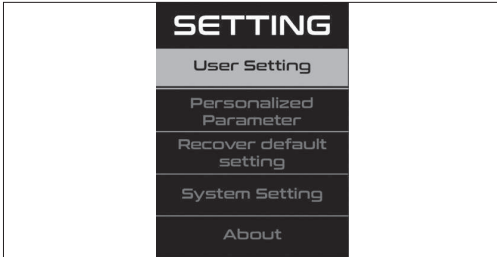 SETTING
User Setting
Personalized
Parameter
Recover default
setting
System Setting
About